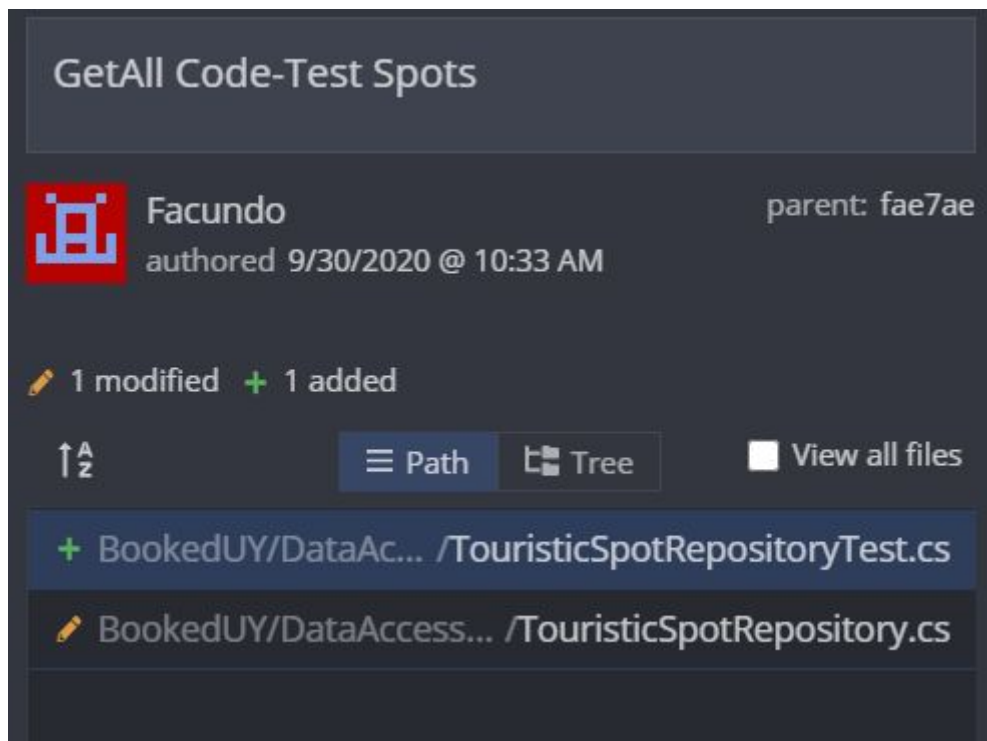 GetAll Code-Test Spots
Facundo
parent: fae7ae
authored 9/30/2020 @ 10:33 AM
1 modified + 1 added
A Z
Path Tree View all files
+ BookedUY/DataAc... /TouristicSpotRepositoryTest.cs
BookedUY/DataAccess... /TouristicSpotRepository.cs